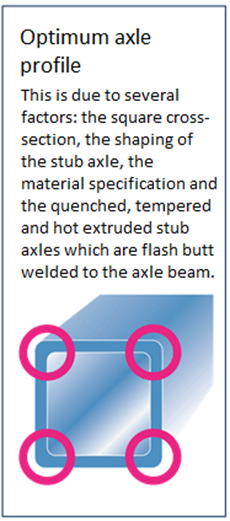 Optimum axle
profile
This is due to several
factors: the square cross-
section, the shaping of
the stub axle, the
material specification and
the quenched, tempered
and hot extruded stub
axles which are flash butt
welded to the axle beam.